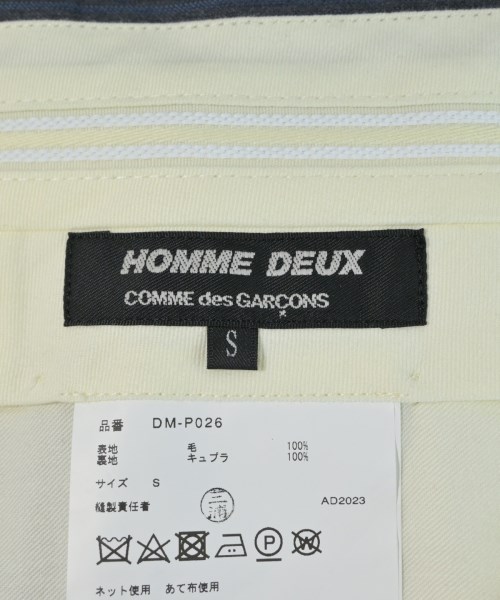 HOMME DEUX
COMME des GARÇONS
S
品番 DM-P026
表地 毛 100%
裏地 キュプラ 100%
サイズ S
縫製責任者 三浦 AD2023
P W
ネット使用 あて布使用